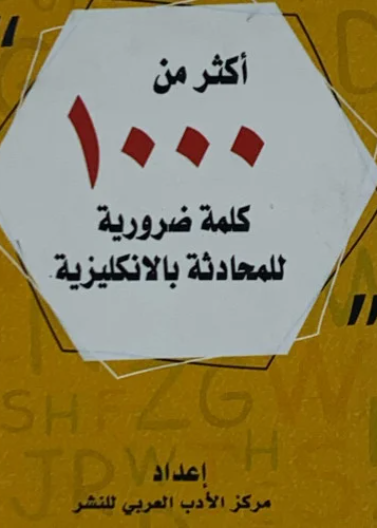 أكثر من
١٠٠٠
كلمة ضرورية
للمحادثة بالانكليزية
إعداد
مركز الأدب العربي للنشر